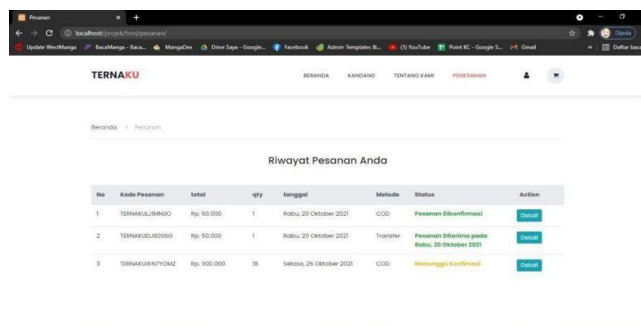 Pesanan
localhost/projek/toni/pesanan/
Dijeda
Update WestManga BacaManga - Baca... MangaDex Drive Saya - Google... Facebook Admin Templates &... (1) YouTube Point KC - Google S... Gmail Daftar baca
TERNAKU BERANDA KANDANG TENTANG KAMI PEMESANAN
Beranda > Pesanan
Riwayat Pesanan Anda
No Kode Pesanan total qty tanggal Metode Status Action
1 Rp. 50.000 1 Rabu, 20 Oktober 2021 COD Pesanan Dikonfirmasi Detail
2 Rp. 50.000 1 Rabu, 20 Oktober 2021 Transfer Pesanan Diterima pada
Rabu, 20 Oktober 2021 Detail
3 Rp. 900.000 18 Selasa, 26 Oktober 2021 COD Detail